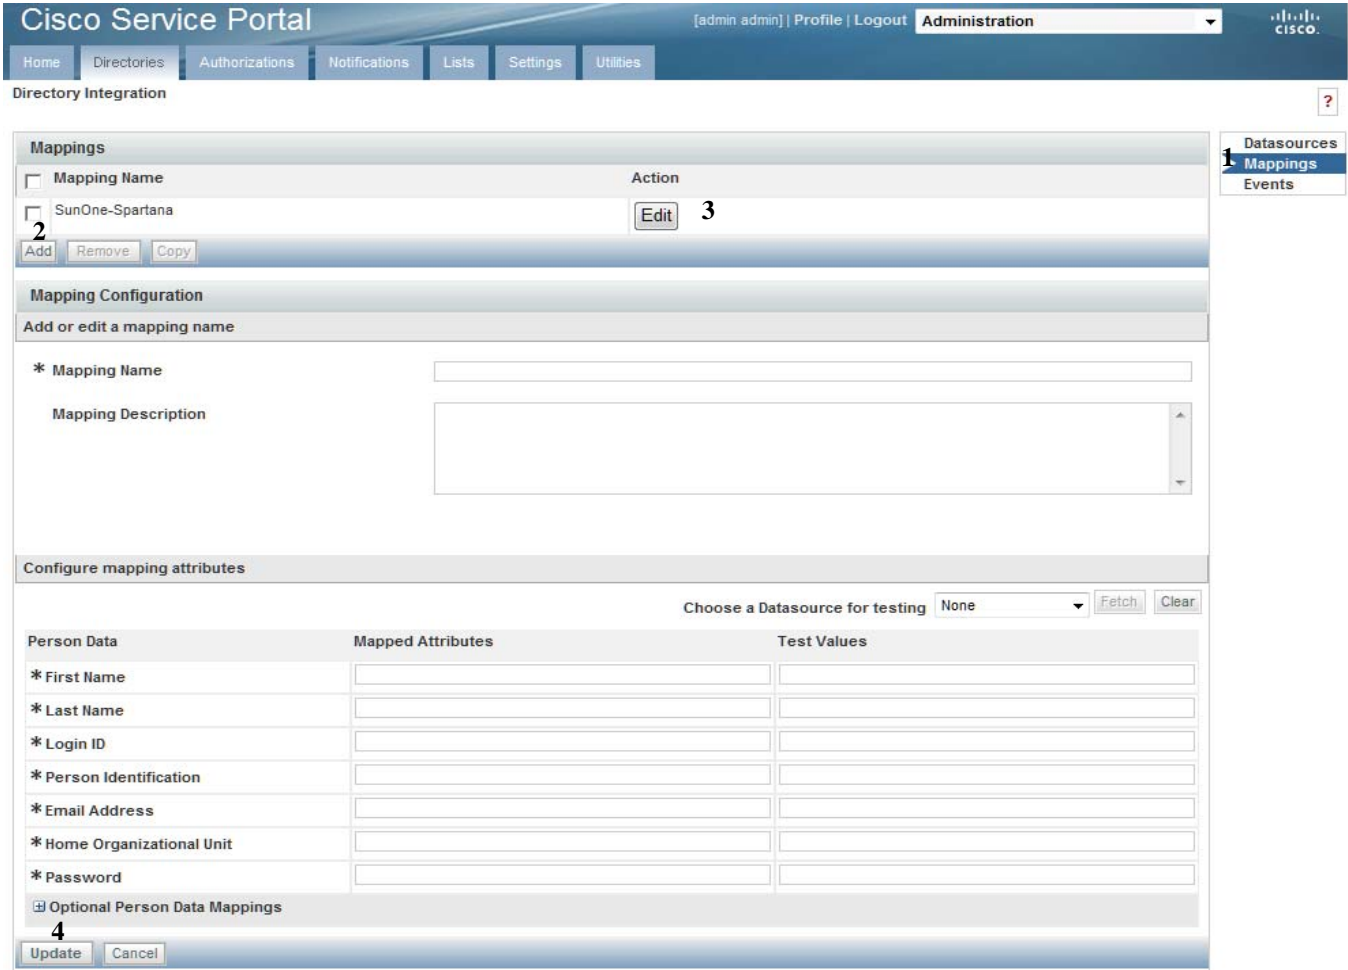 Cisco Service Portal
[admin admin] | Profile | Logout Administration
CISCO.
Home Directories Authorizations Notifications Lists Settings Utilities
Directory Integration
?
Mappings
Datasources
1 Mappings
Events
Mapping Name Action
SunOne-Spartana Edit 3
2
Add Remove Copy
Mapping Configuration
Add or edit a mapping name
* Mapping Name
Mapping Description
Configure mapping attributes
Choose a Datasource for testing None Fetch Clear
Person Data Mapped Attributes Test Values
* First Name
* Last Name
* Login ID
* Person Identification
* Email Address
* Home Organizational Unit
* Password
Optional Person Data Mappings
4
Update Cancel